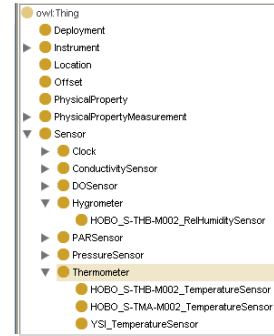 owl:Thing
Deployment
Instrument
Location
Offset
PhysicalProperty
PhysicalPropertyMeasurement
Sensor
Clock
ConductivitySensor
DOSensor
Hygrometer
HOBO_S-THB-M002_RelHumiditySensor
PARSensor
PressureSensor
Thermometer
HOBO_S-THB-M002_TemperatureSensor
HOBO_S-TMA-M002_TemperatureSensor
YSI_TemperatureSensor